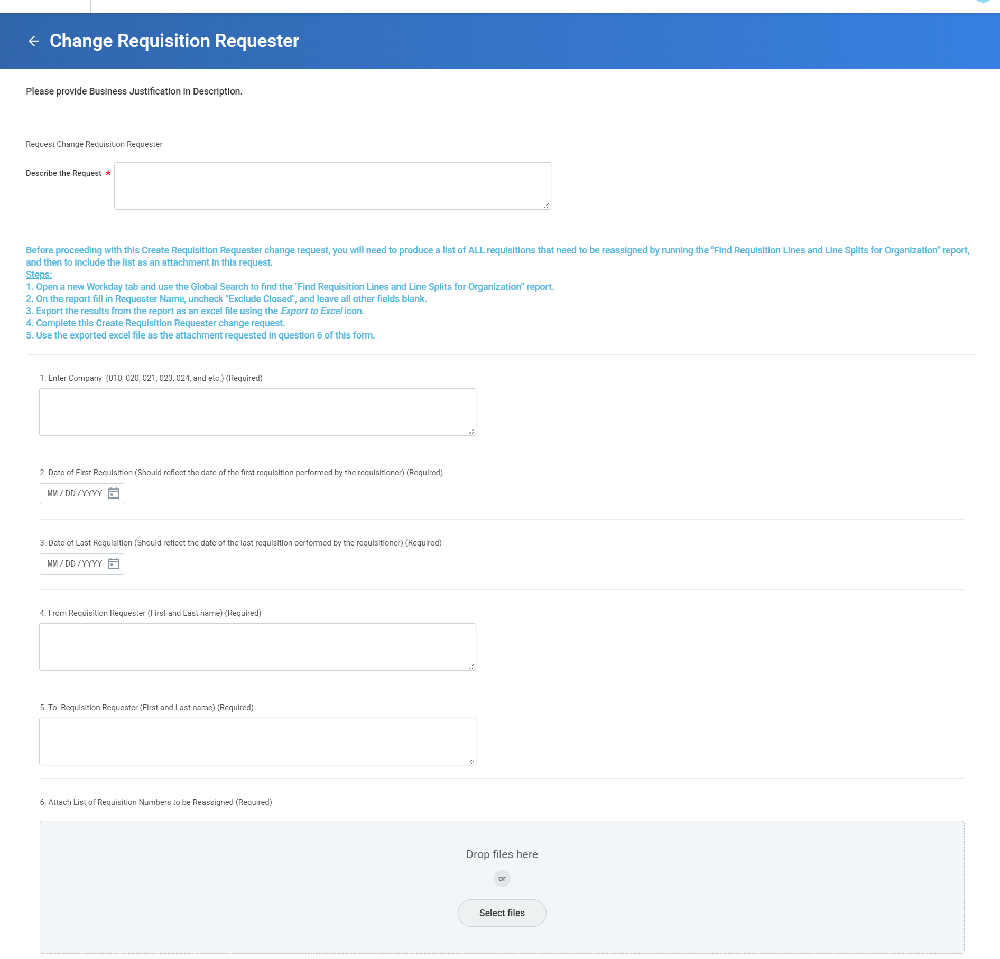 Change Requisition Requester
Please provide Business Justification in Description.
Request Change Requisition Requester
Describe the Request *
Before proceeding with this Create Requisition Requester change request, you will need to produce a list of ALL requisitions that need to be reassigned by running the "Find Requisition Lines and Line Splits for Organization" report,
and then to include the list as an attachment in this request.
Steps:
1. Open a new Workday tab and use the Global Search to find the "Find Requisition Lines and Line Splits for Organization“ report.
2. On the report fill in Requester Name, uncheck "Exclude Closed", and leave all other fields blank.
3. Export the results from the report as an excel file using the Export to Excel icon.
4. Complete this Create Requisition Requester change request.
5. Use the exported excel file as the attachment requested in question 6 of this form.
1. Enter Company  (010, 020, 021, 023, 024, and etc.) (Required)
2. Date of First Requisition (Should reflect the date of the first requisition performed by the requisitioner) (Required)
MM / DD / YYYY
3. Date of Last Requisition (Should reflect the date of the last requisition performed by the requisitioner) (Required)
MM / DD / YYYY
4. From Requisition Requester (First and Last name) (Required)
5. To  Requisition Requester (First and Last name) (Required)
6. Attach List of Requisition Numbers to be Reassigned (Required)
Drop files here
or
Select files